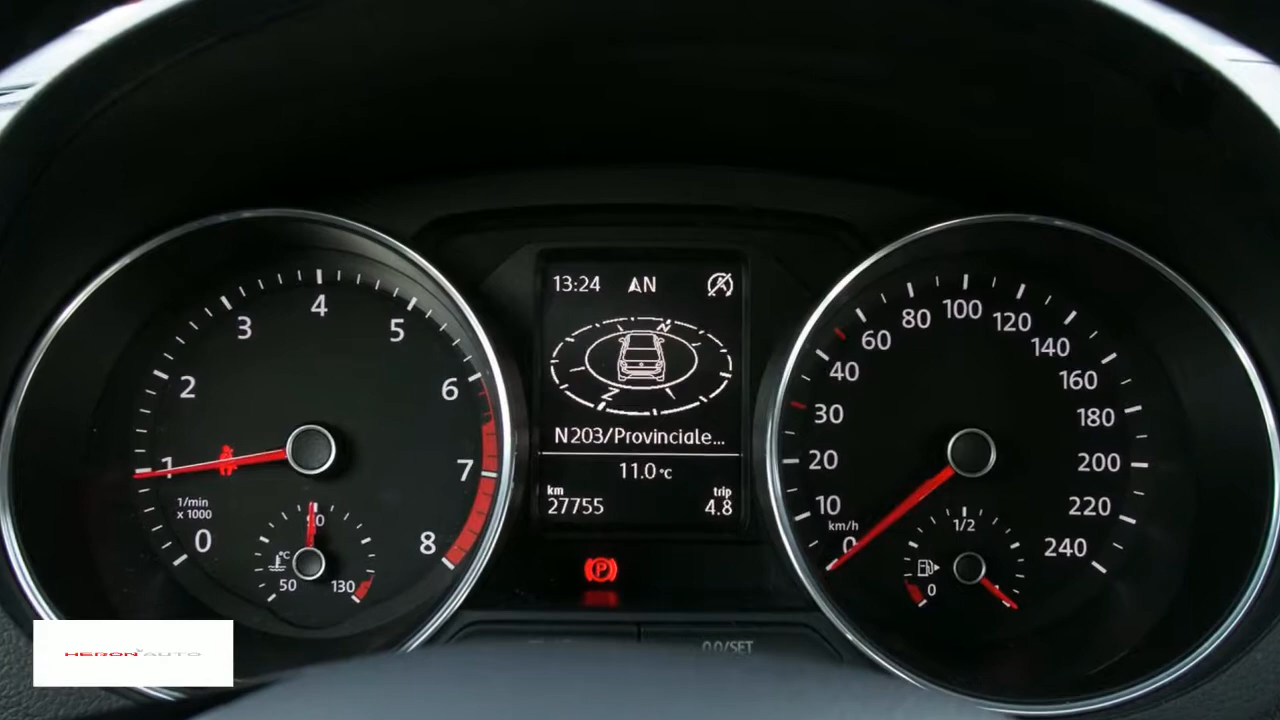 1
2
3
4
5
6
7
8
0
1/min
x 1000
°C
50
90
130
13:24 N
N
Z
N203/Provinciale...
11.0 °C
km
27755
trip
4.8
P
0.0/SET
0
10
20
30
40
60
80
100
120
140
160
180
200
220
240
km/h
1/2
0
HERON AUTO